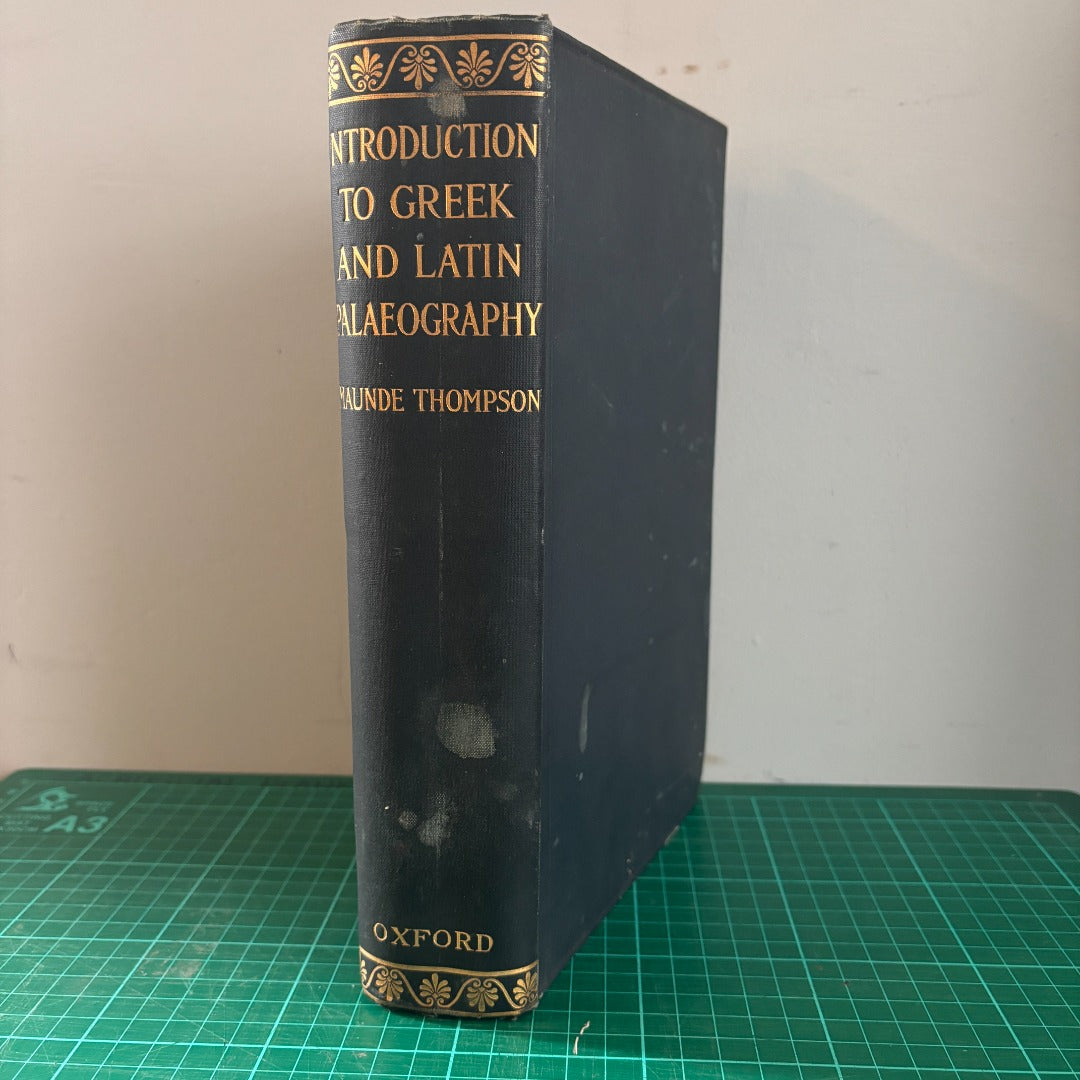 NTRODUCTION
TO GREEK
AND LATIN
PALAEOGRAPHY
MAUNDE THOMPSON
OXFORD
A3